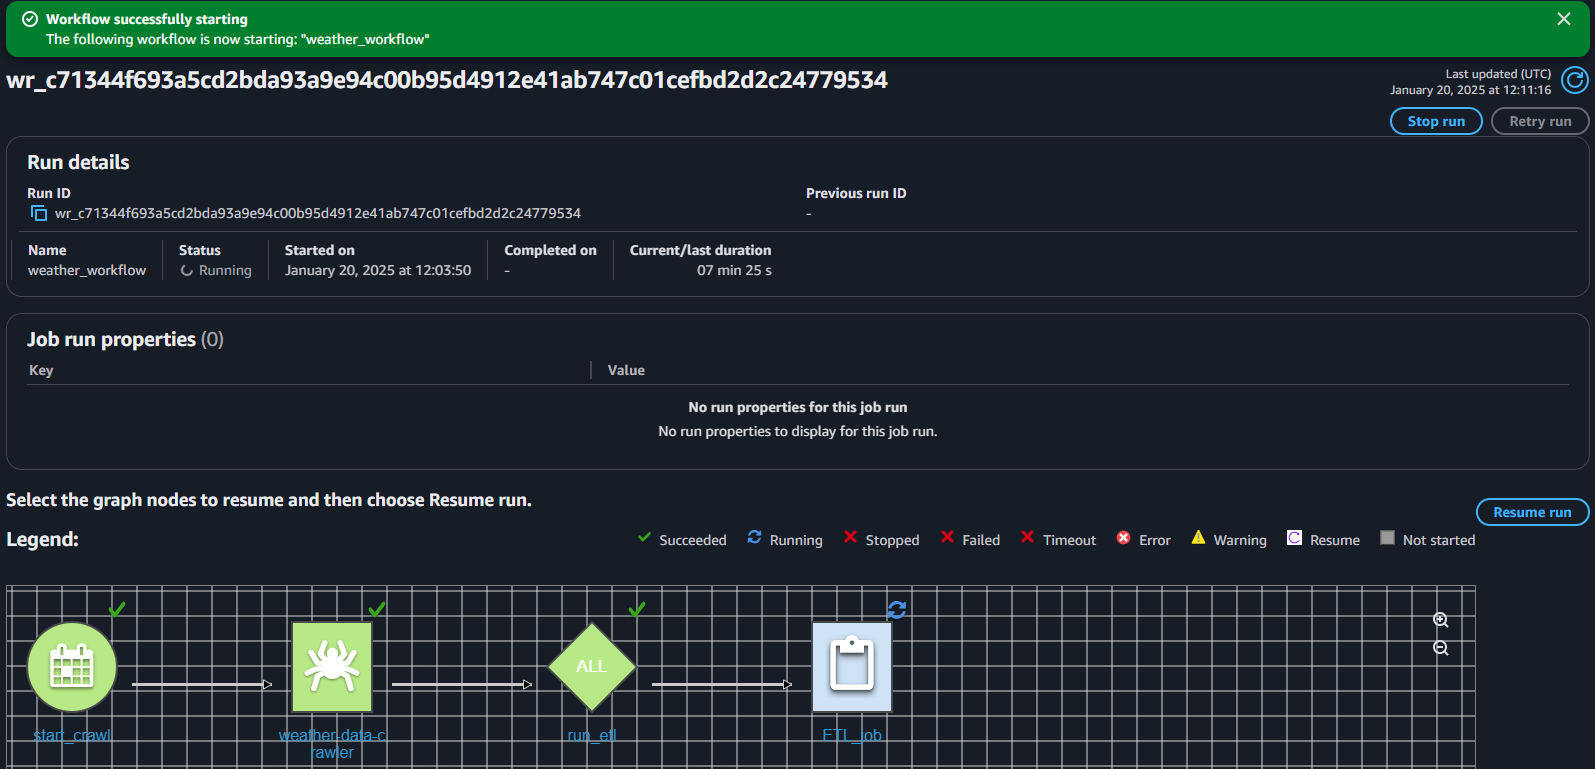 Workflow successfully starting
The following workflow is now starting: "weather_workflow"
wr_c71344f693a5cd2bda93a9e94c00b95d4912e41ab747c01cefbd2d2c24779534
Last updated (UTC)
January 20, 2025 at 12:11:16
Stop run
Retry run
Run details
Run ID
Previous run ID
wr_c71344f693a5cd2bda93a9e94c00b95d4912e41ab747c01cefbd2d2c24779534
-
Name
Status
Started on
Completed on
Current/last duration
weather_workflow
Running
January 20, 2025 at 12:03:50
-
07 min 25 s
Job run properties (0)
Key
Value
No run properties for this job run
No run properties to display for this job run.
Select the graph nodes to resume and then choose Resume run.
Resume run
Legend:
Succeeded
Running
Stopped
Failed
Timeout
Error
Warning
Resume
Not started
ALL
start_crawl
weather-data-c
rawler
run_etl
ETL_job